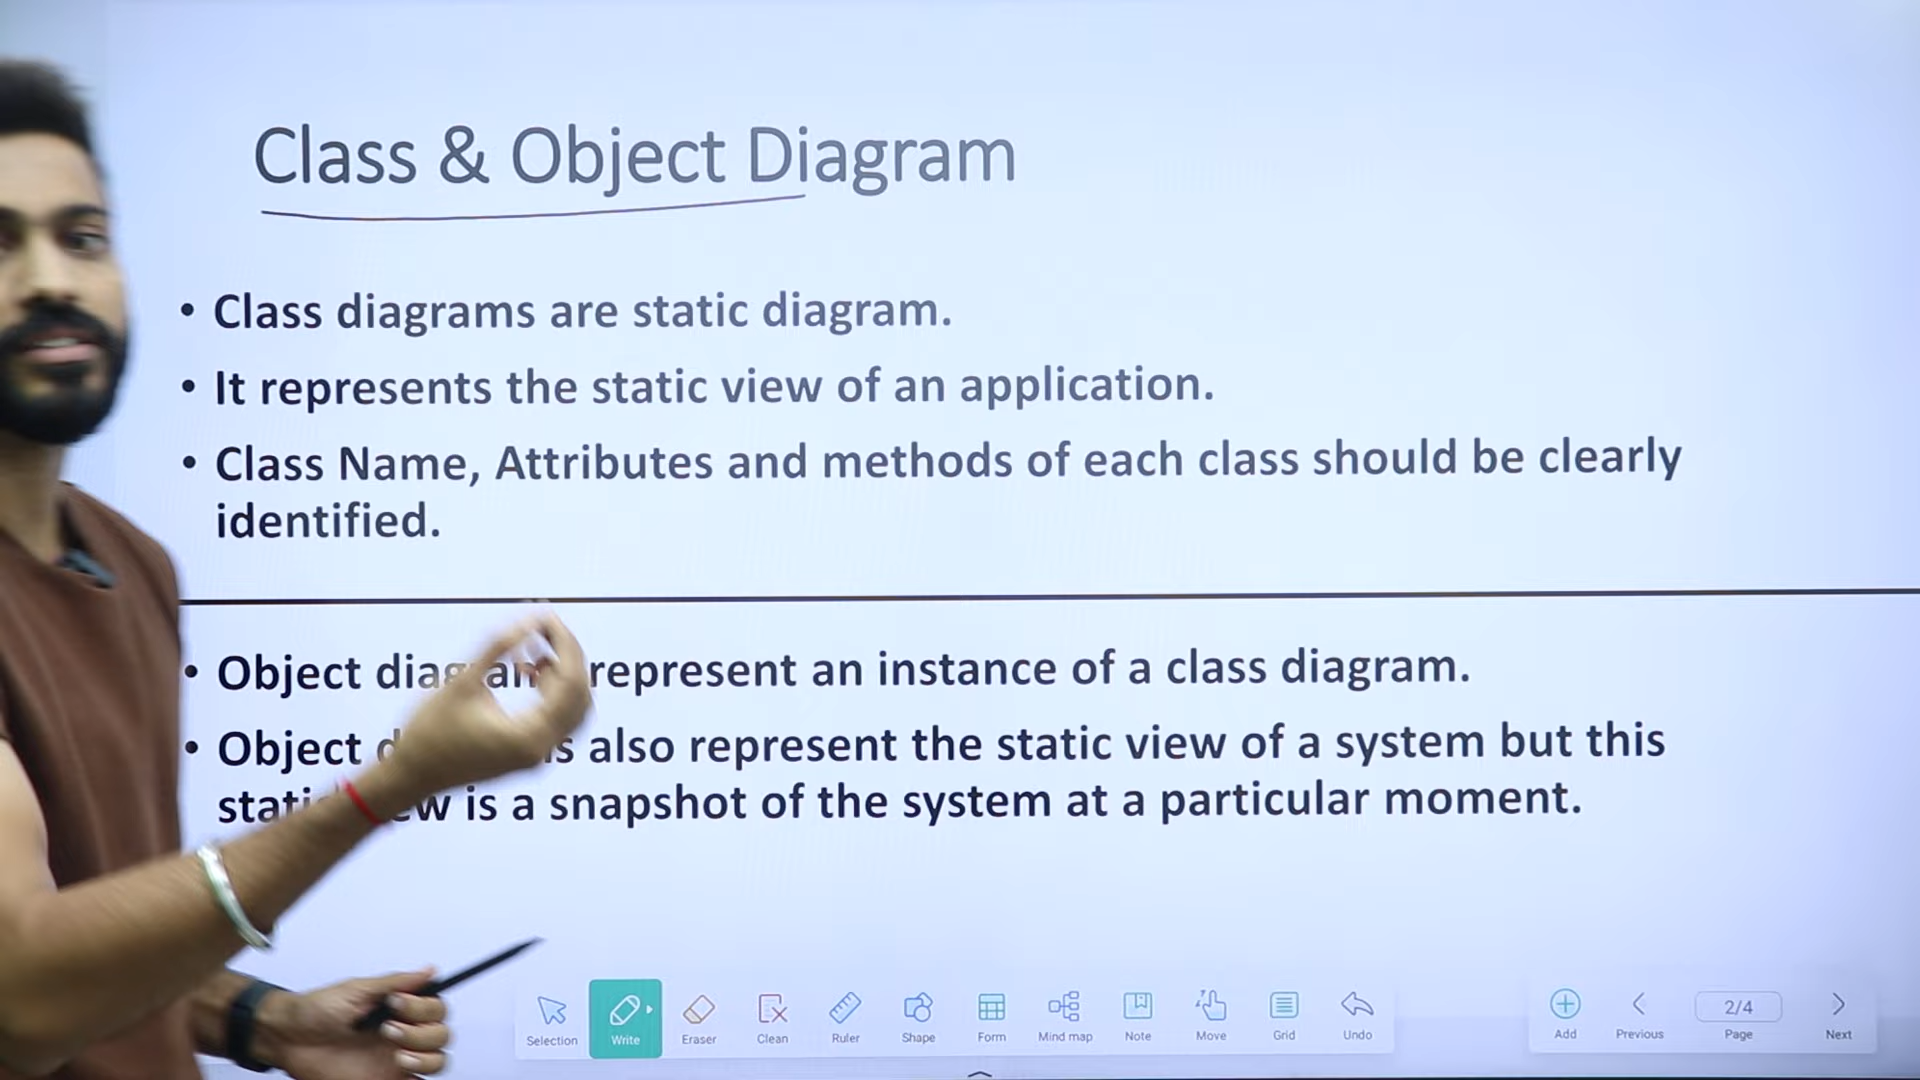 Class & Object Diagram
• Class diagrams are static diagram.
• It represents the static view of an application.
• Class Name, Attributes and methods of each class should be clearly
identified.
• Object represent an instance of a class diagram.
• Object also represent the static view of a system but this
is a snapshot of the system at a particular moment.
Selection Write Eraser Clean Ruler Shape Form Mind map Note Move Grid Undo Add Previous 2/4 Page Next